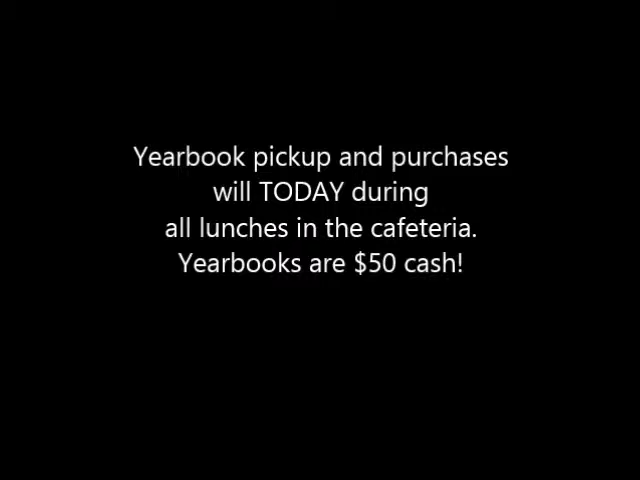 Yearbook pickup and purchases
will TODAY during
all lunches in the cafeteria.
Yearbooks are $50 cash!